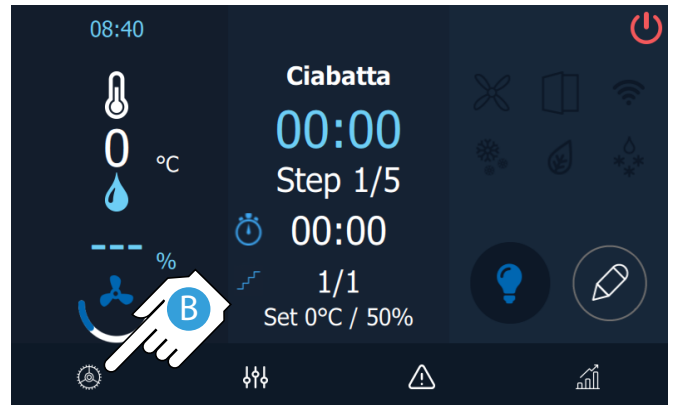 08:40
0 °C
--- %
B
Ciabatta
00:00
Step 1/5
00:00
1/1
Set 0°C / 50%